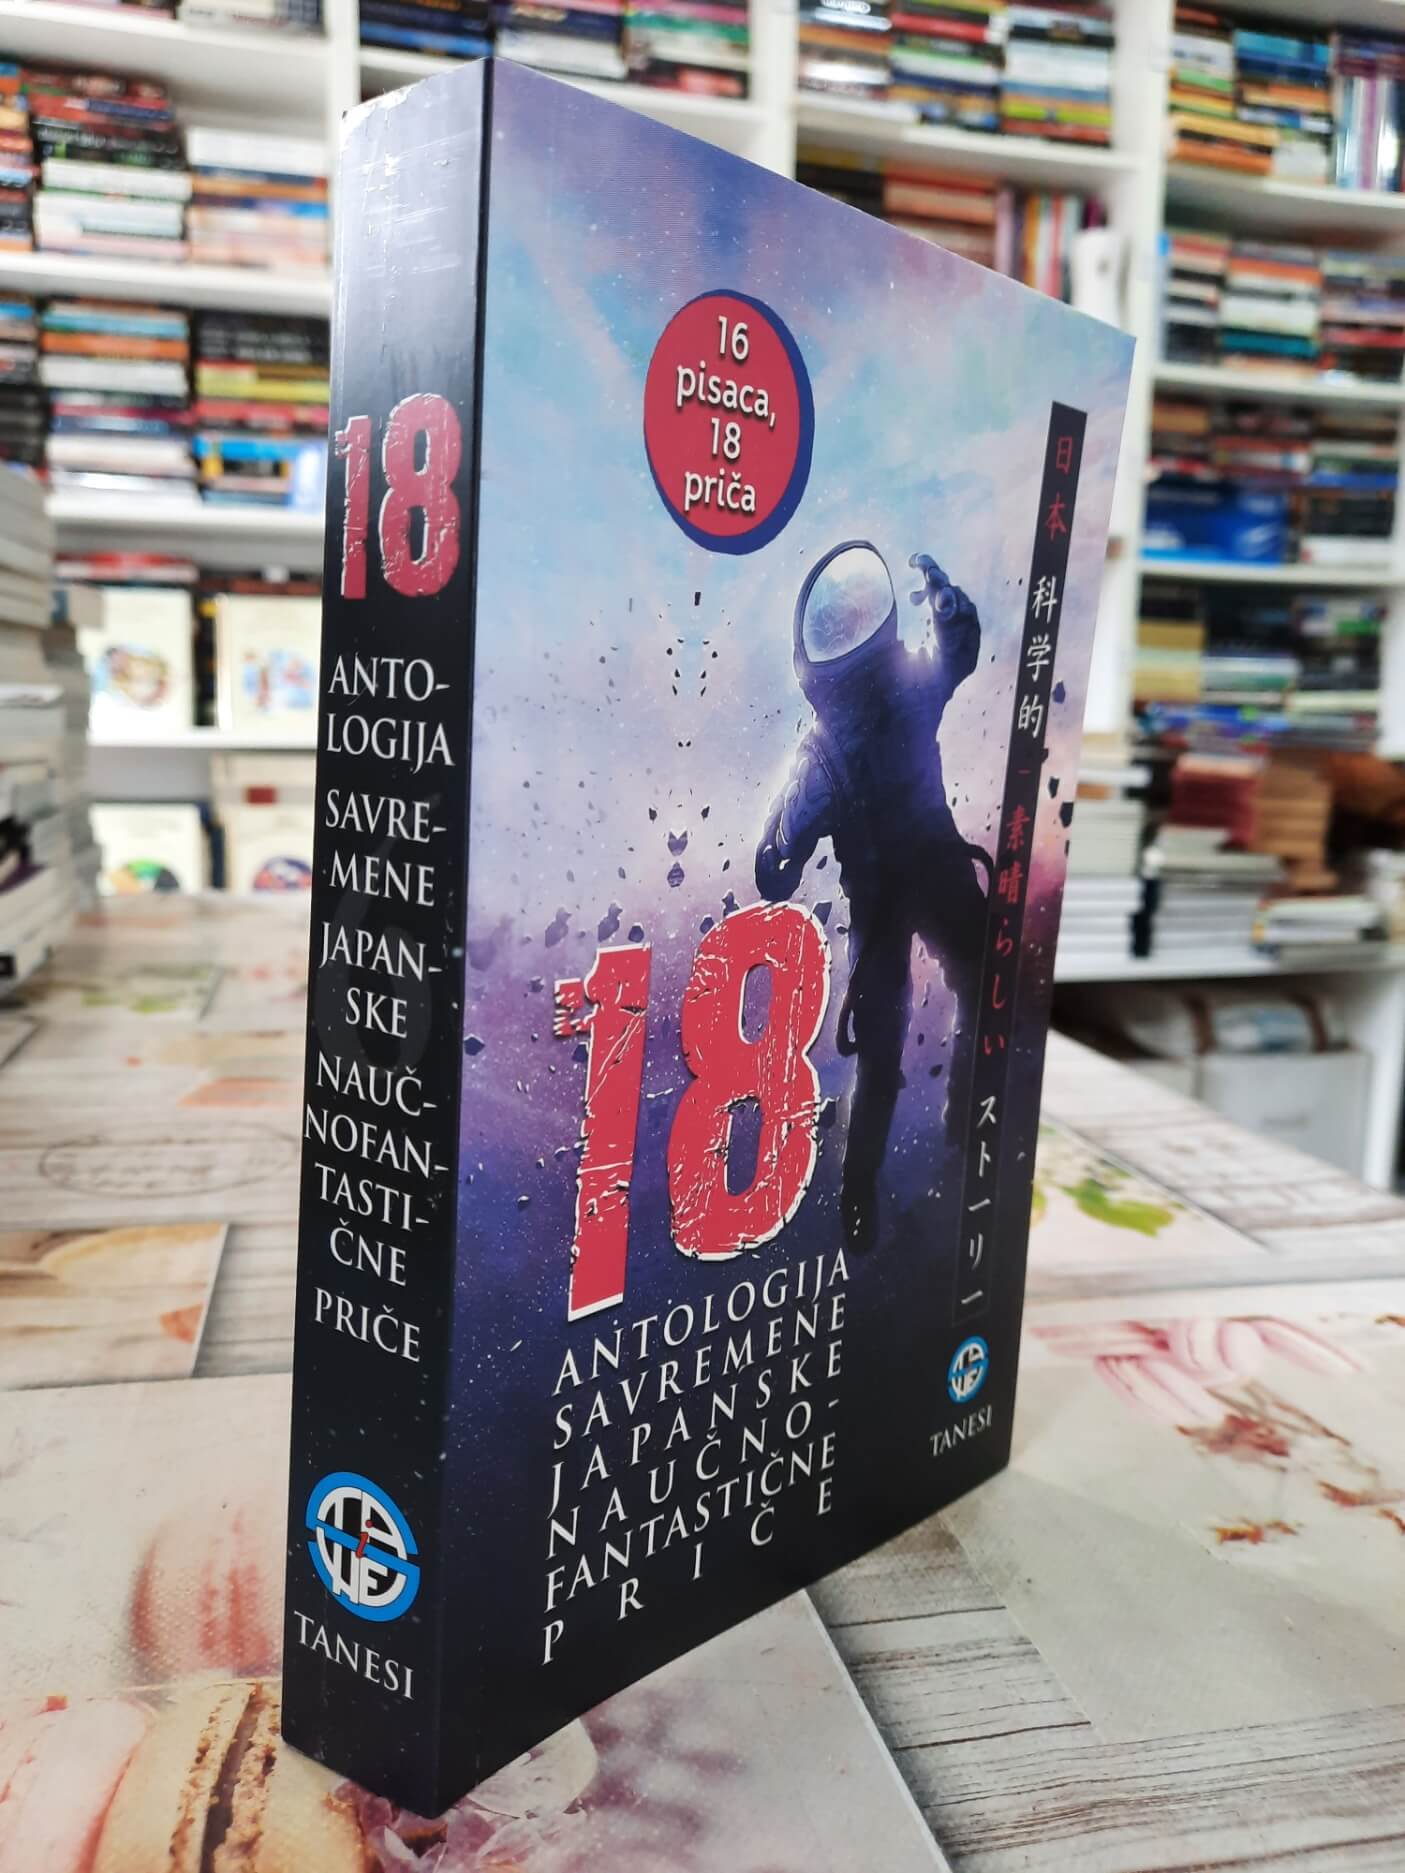 18
ANTO-
LOGIJA
SAVRE-
MENE
JAPAN-
SKE
NAUČ-
NOFAN-
TASTI-
ČNE
PRIČE
TANESI
16
pisaca,
18
priča
日本 科学的 素晴らしい ストーリー
18
ANTOLOGIJA
SAVREMENE
JAPANSKE
NAUČNO-
FANTASTIČNE
PRIČE
TANESI